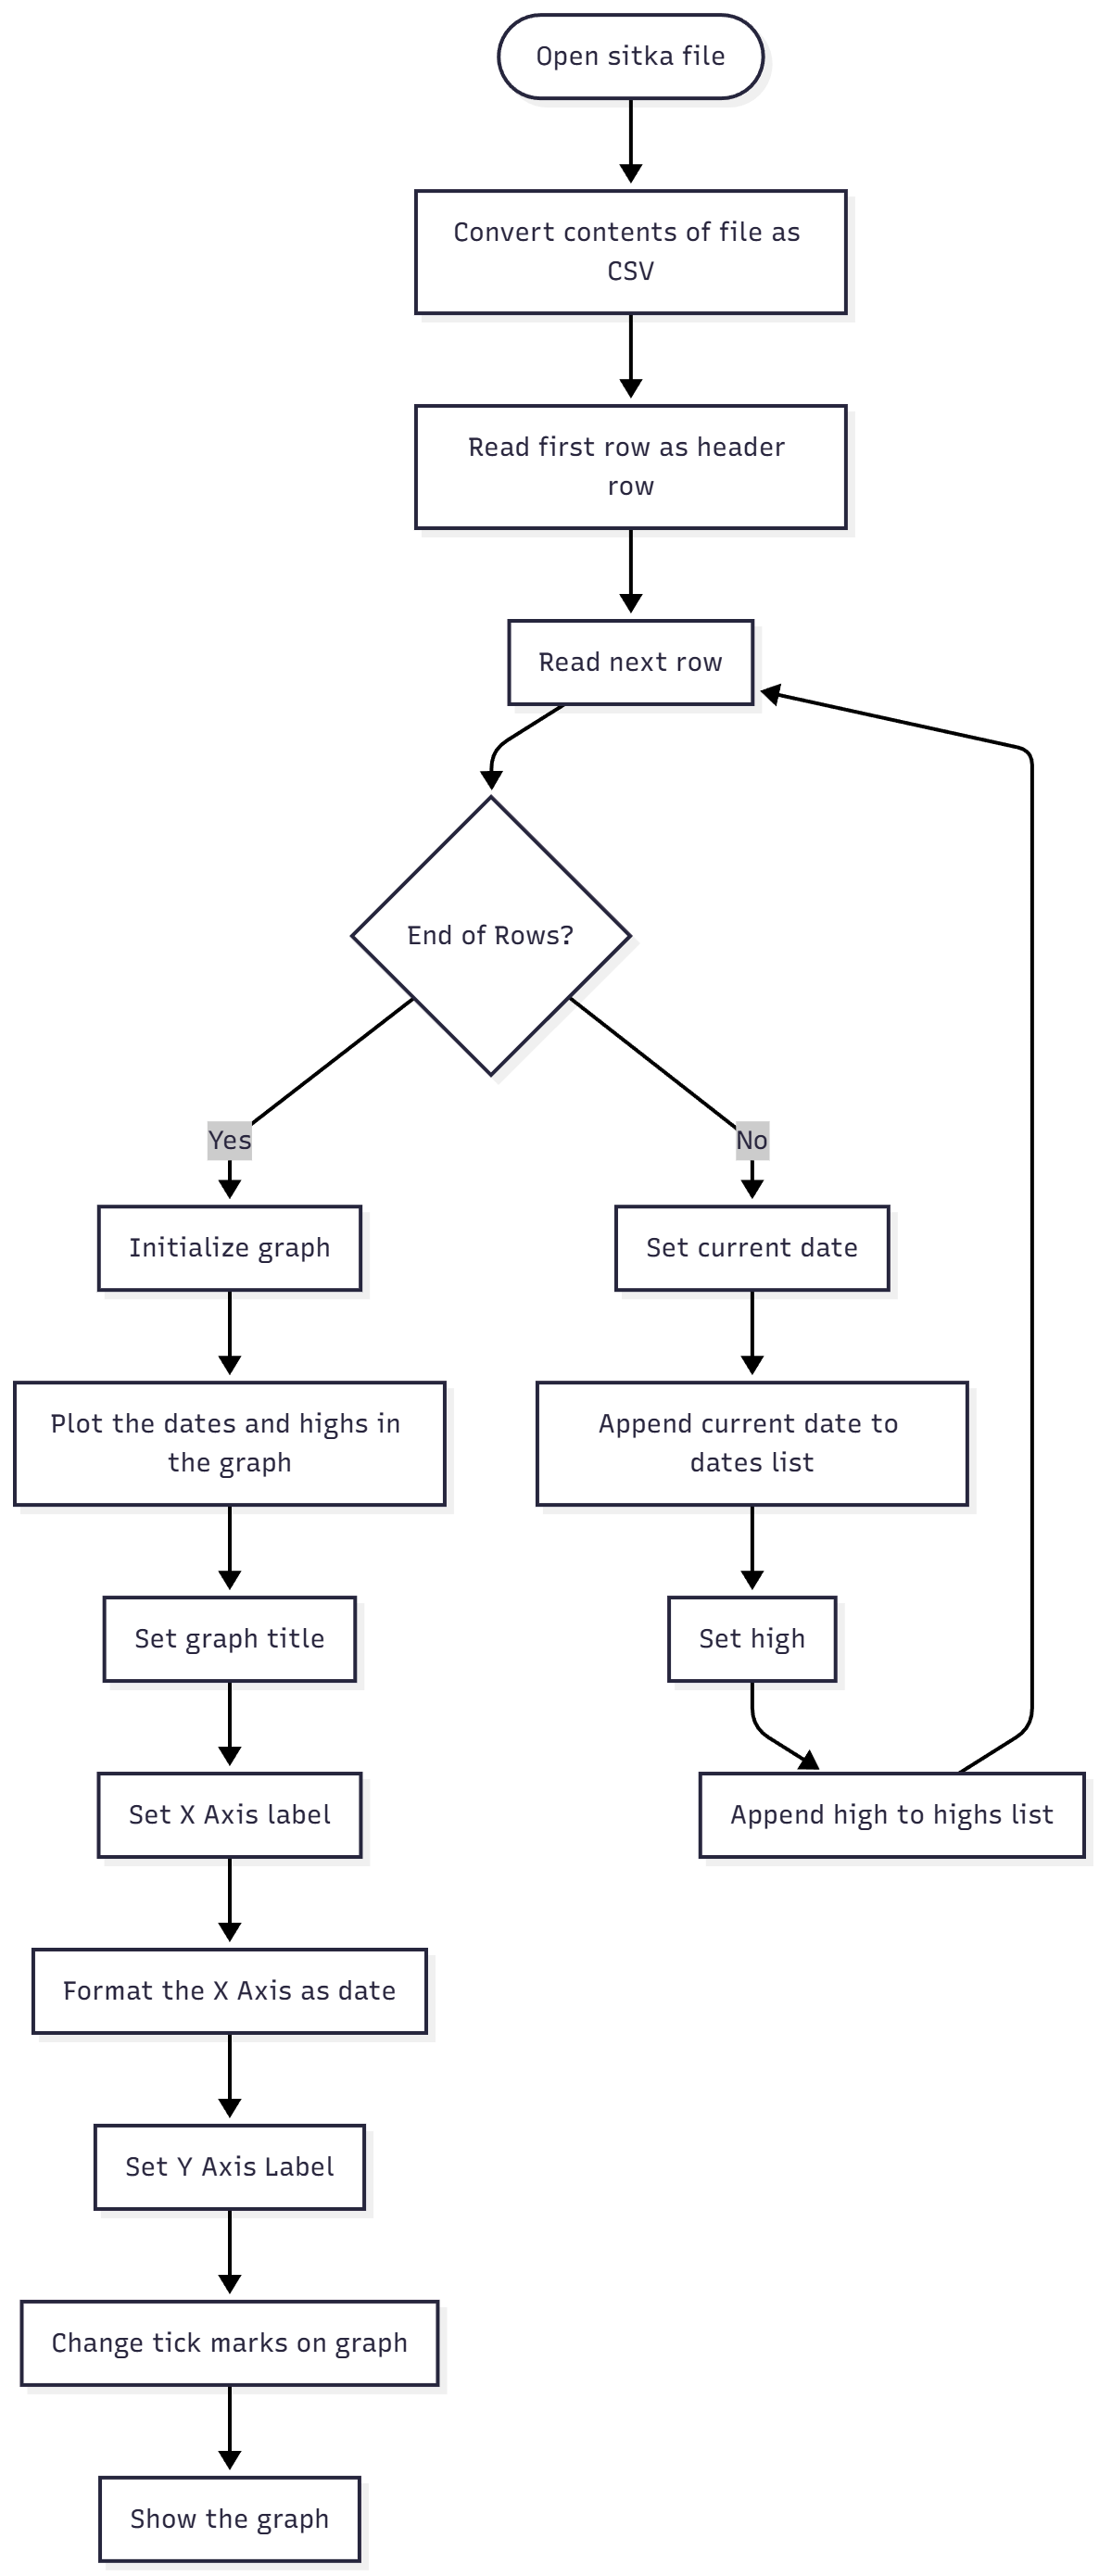 Open sitka file
Convert contents of file as
CSV
Read first row as header
row
Read next row
End of Rows?
Yes
No
Initialize graph
Set current date
Plot the dates and highs in
the graph
Append current date to
dates list
Set graph title
Set high
Set X Axis label
Append high to highs list
Format the X Axis as date
Set Y Axis Label
Change tick marks on graph
Show the graph